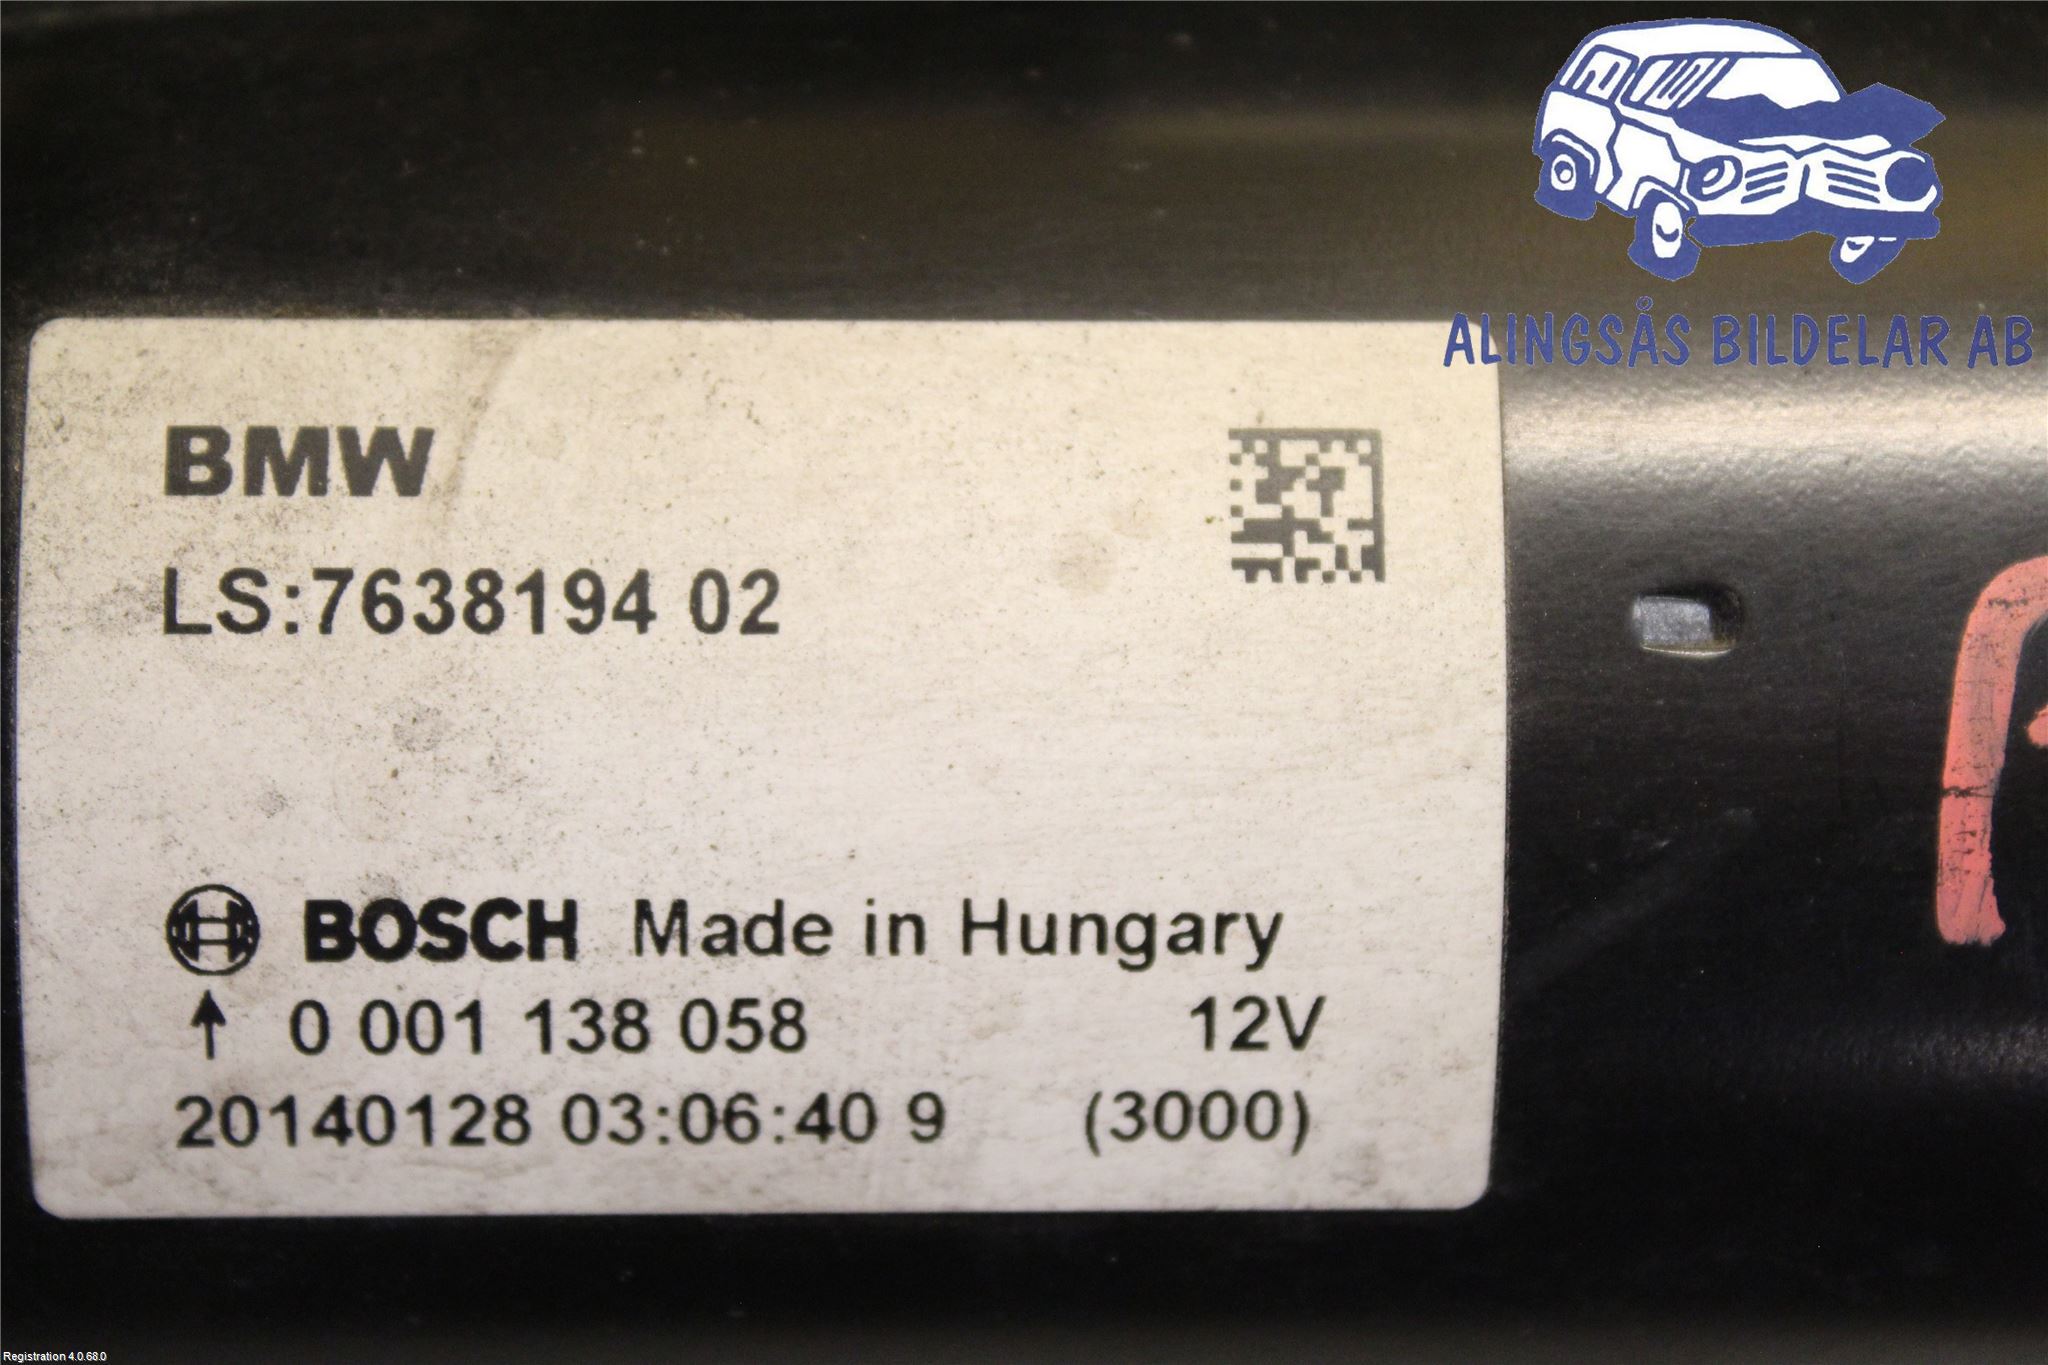 ALINGSÅS BILDELAR AB
BMW
LS:7638194 02
BOSCH Made in Hungary
0 001 138 058 12V
20140128 03:06:40 9 (3000)
Registration 4.0.68.0